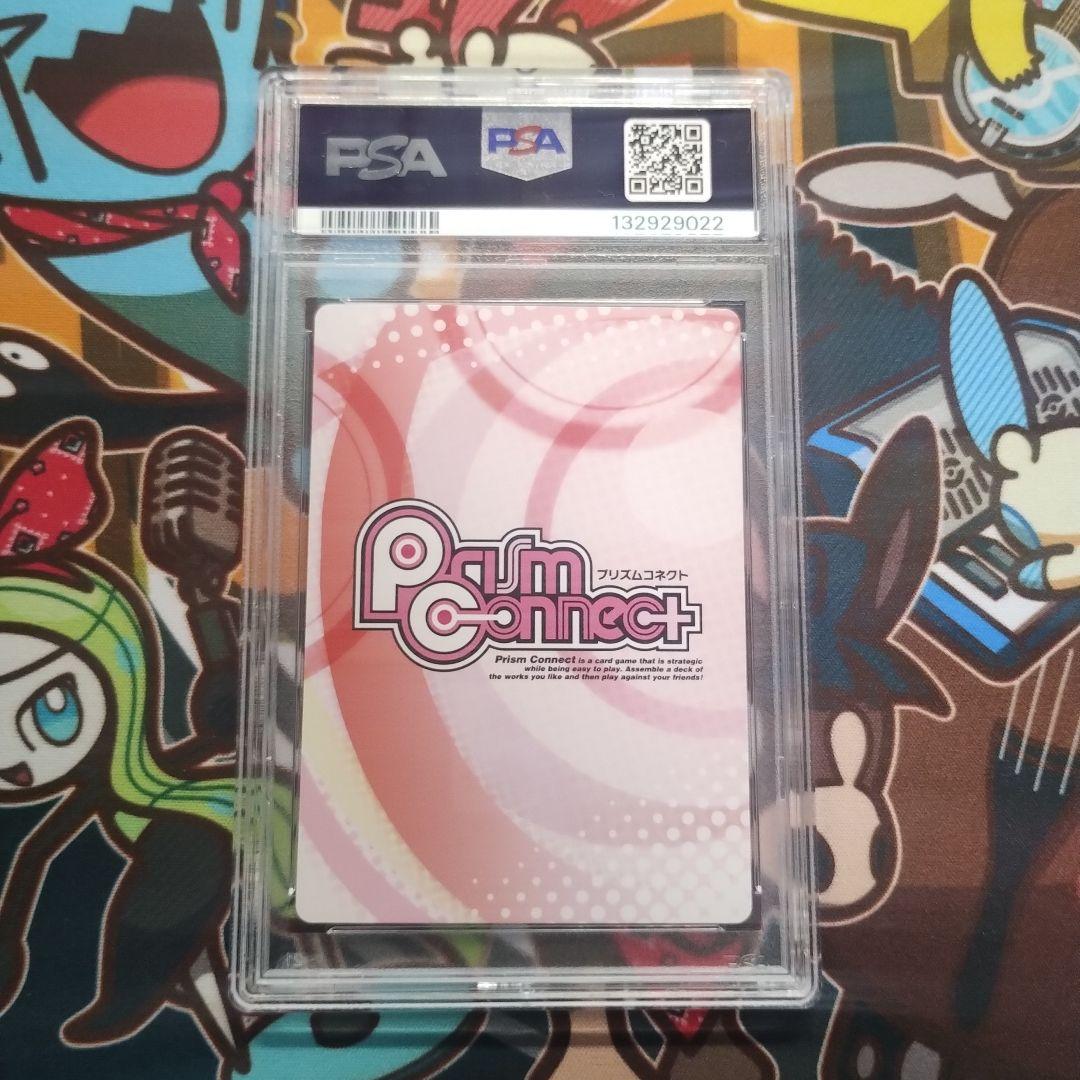 PSA
PSA
132929022
Prism
プリズムコネクト
Connect
Prism Connect is a card game that is strategic
while being easy to play. Assemble a deck of
the works you like and then play against your friends!